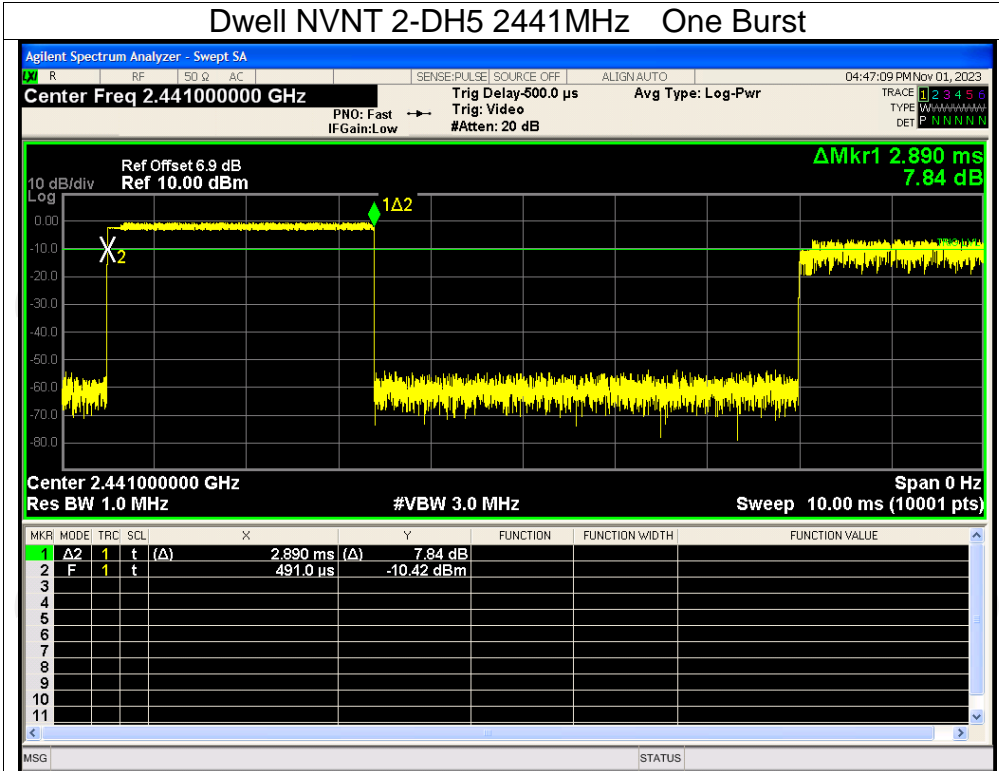 Dwell NVNT 2-DH5 2441MHz One Burst
Agilent Spectrum Analyzer - Swept SA
LXI R RF 50 Ω AC SENSE:PULSE SOURCE OFF ALIGN AUTO 04:47:09 PM Nov 01, 2023
Center Freq 2.441000000 GHz Trig Delay-500.0 µs Avg Type: Log-Pwr TRACE 1 2 3 4 5 6
PNO: Fast Trig: Video TYPE WWWWWW
IFGain:Low #Atten: 20 dB DET P N N N N N
ΔMkr1 2.890 ms
7.84 dB
Ref Offset 6.9 dB
10 dB/div Ref 10.00 dBm
Log
1Δ2
0.00
-10.0
2
-20.0
-30.0
-40.0
-50.0
-60.0
-70.0
-80.0
Center 2.441000000 GHz Span 0 Hz
Res BW 1.0 MHz #VBW 3.0 MHz Sweep 10.00 ms (10001 pts)
MKR MODE TRC SCL X Y FUNCTION FUNCTION WIDTH FUNCTION VALUE
1 Δ2 1 t (Δ) 2.890 ms (Δ) 7.84 dB
2 F 1 t 491.0 µs -10.42 dBm
3
4
5
6
7
8
9
10
11
MSG STATUS